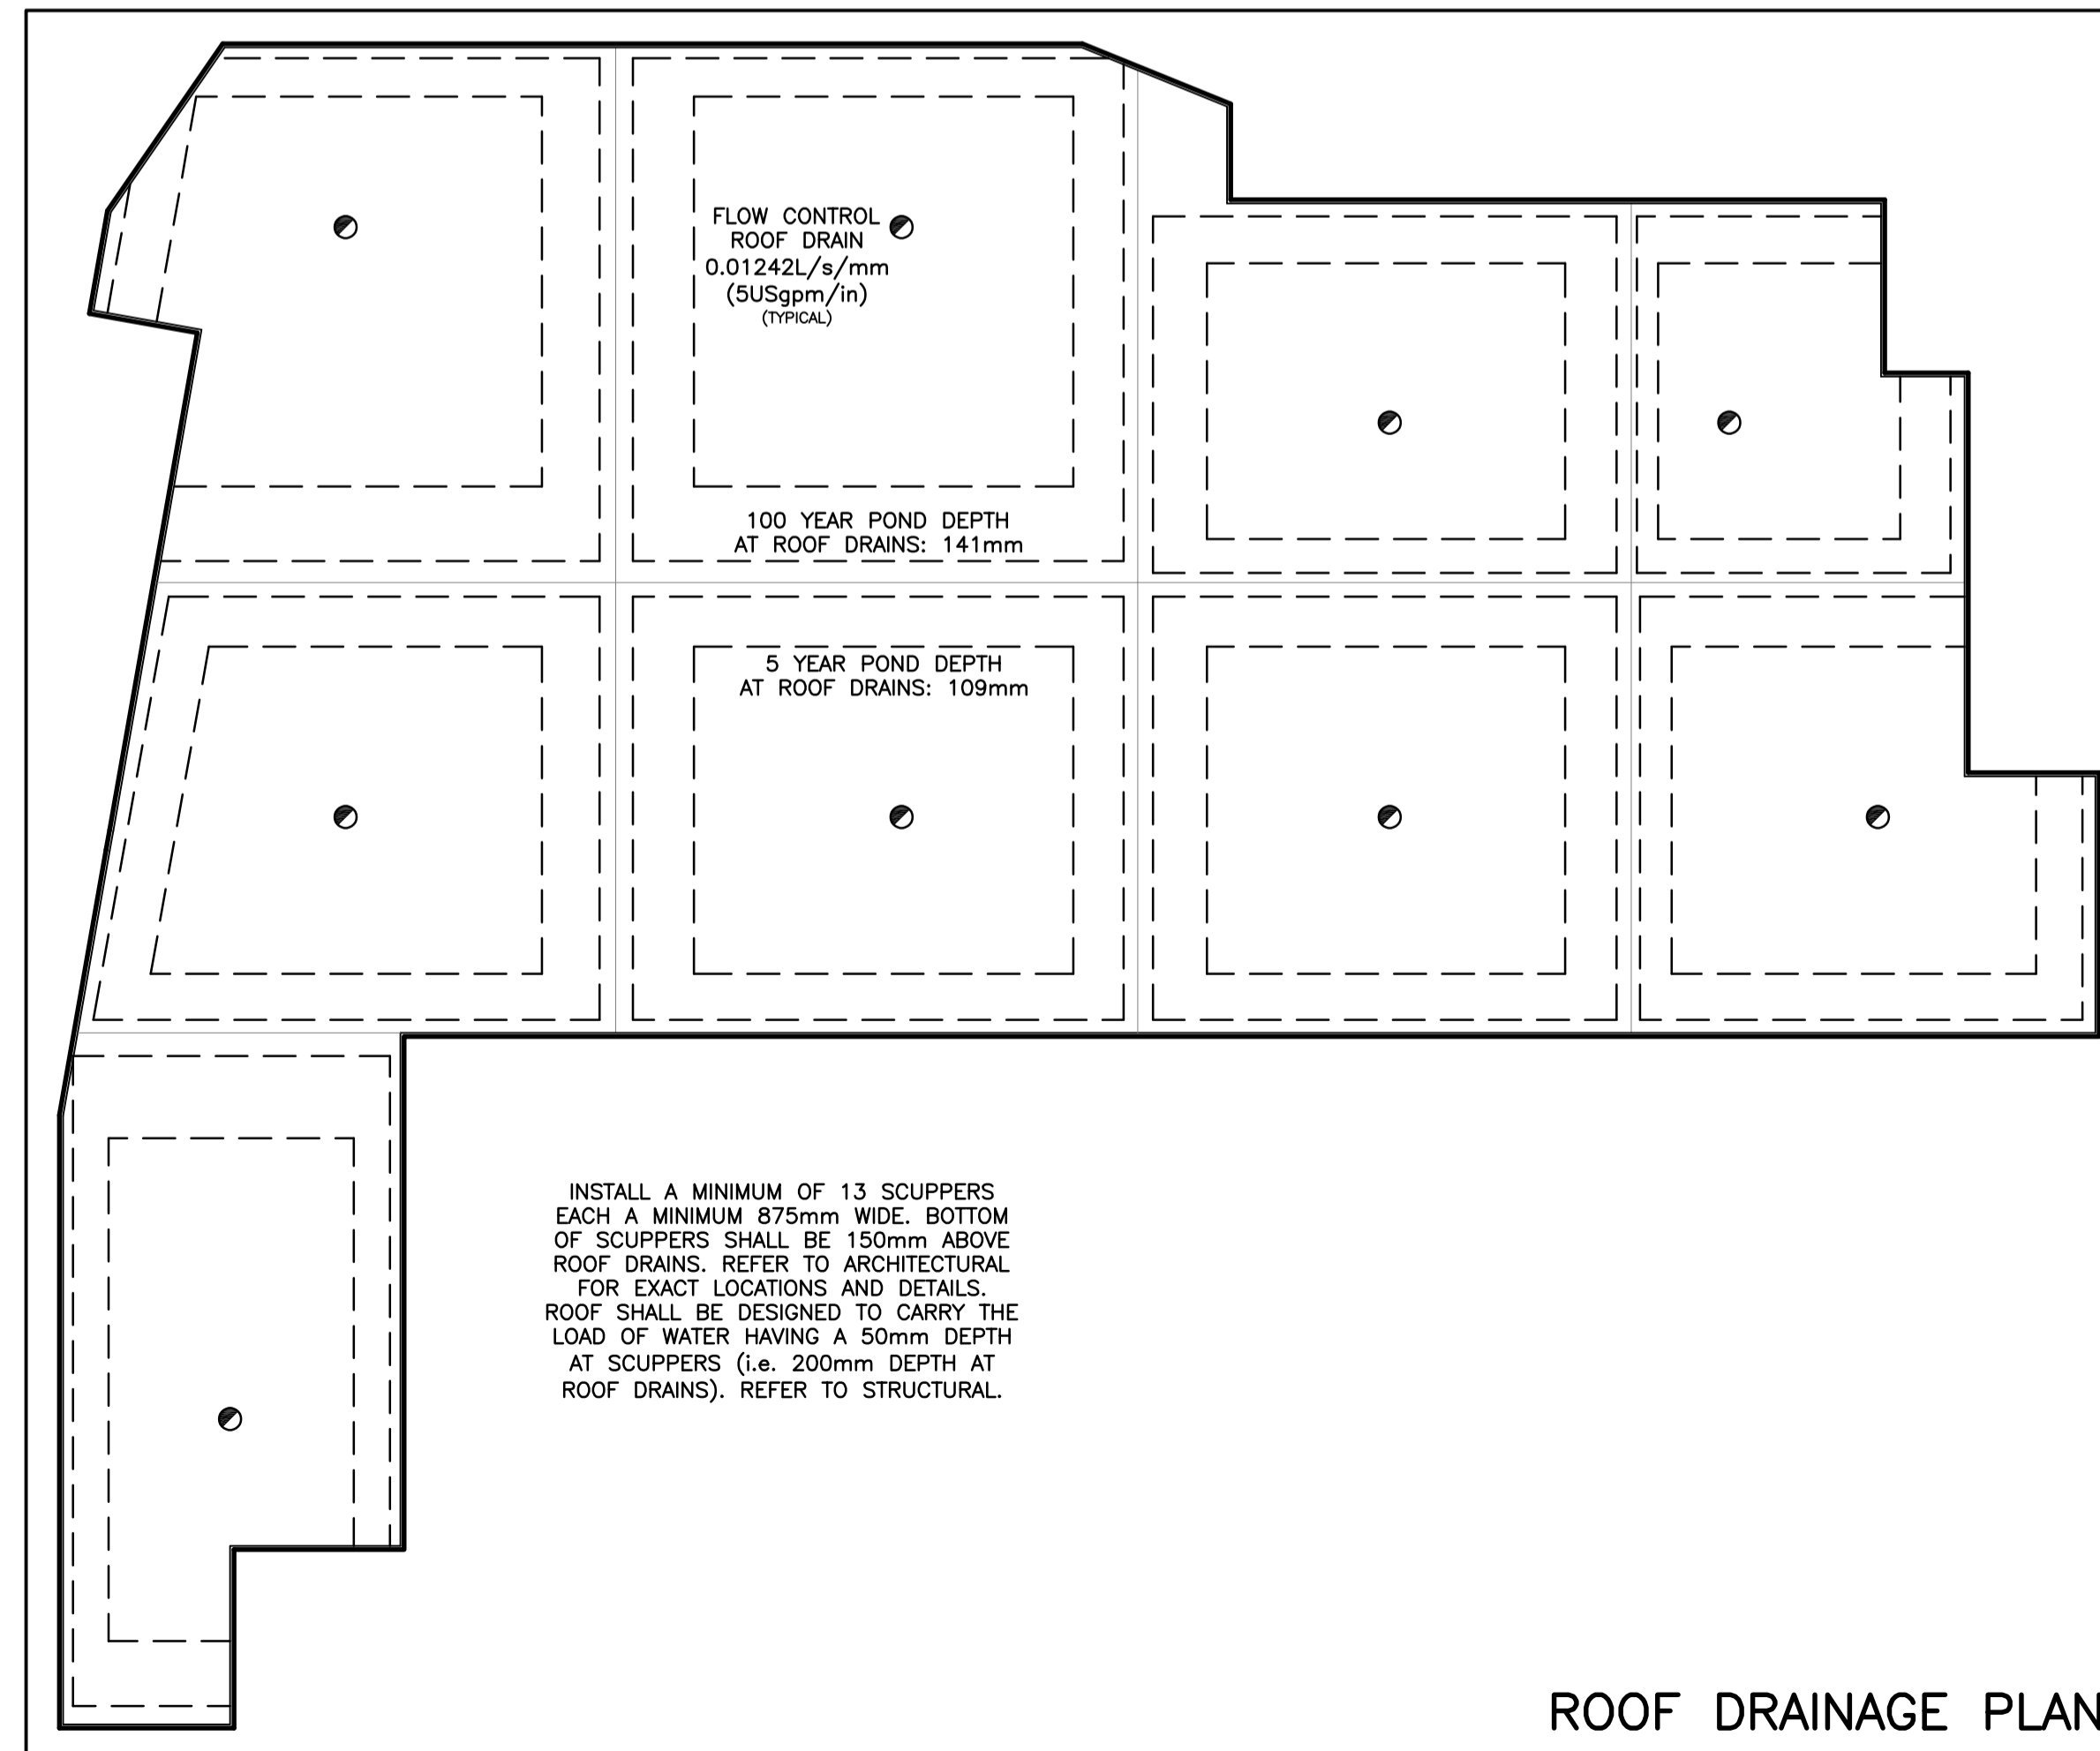 FLOW CONTROL
ROOF DRAIN
0.01242L/s/mm
(5USgpm/in)
(TYPICAL)
100 YEAR POND DEPTH
AT ROOF DRAINS: 141mm
5 YEAR POND DEPTH
AT ROOF DRAINS: 109mm
INSTALL A MINIMUM OF 13 SCUPPERS
EACH A MINIMUM 875mm WIDE. BOTTOM
OF SCUPPERS SHALL BE 150mm ABOVE
ROOF DRAINS. REFER TO ARCHITECTURAL
FOR EXACT LOCATIONS AND DETAILS.
ROOF SHALL BE DESIGNED TO CARRY THE
LOAD OF WATER HAVING A 50mm DEPTH
AT SCUPPERS (i.e. 200mm DEPTH AT
ROOF DRAINS). REFER TO STRUCTURAL.
ROOF DRAINAGE PLAN